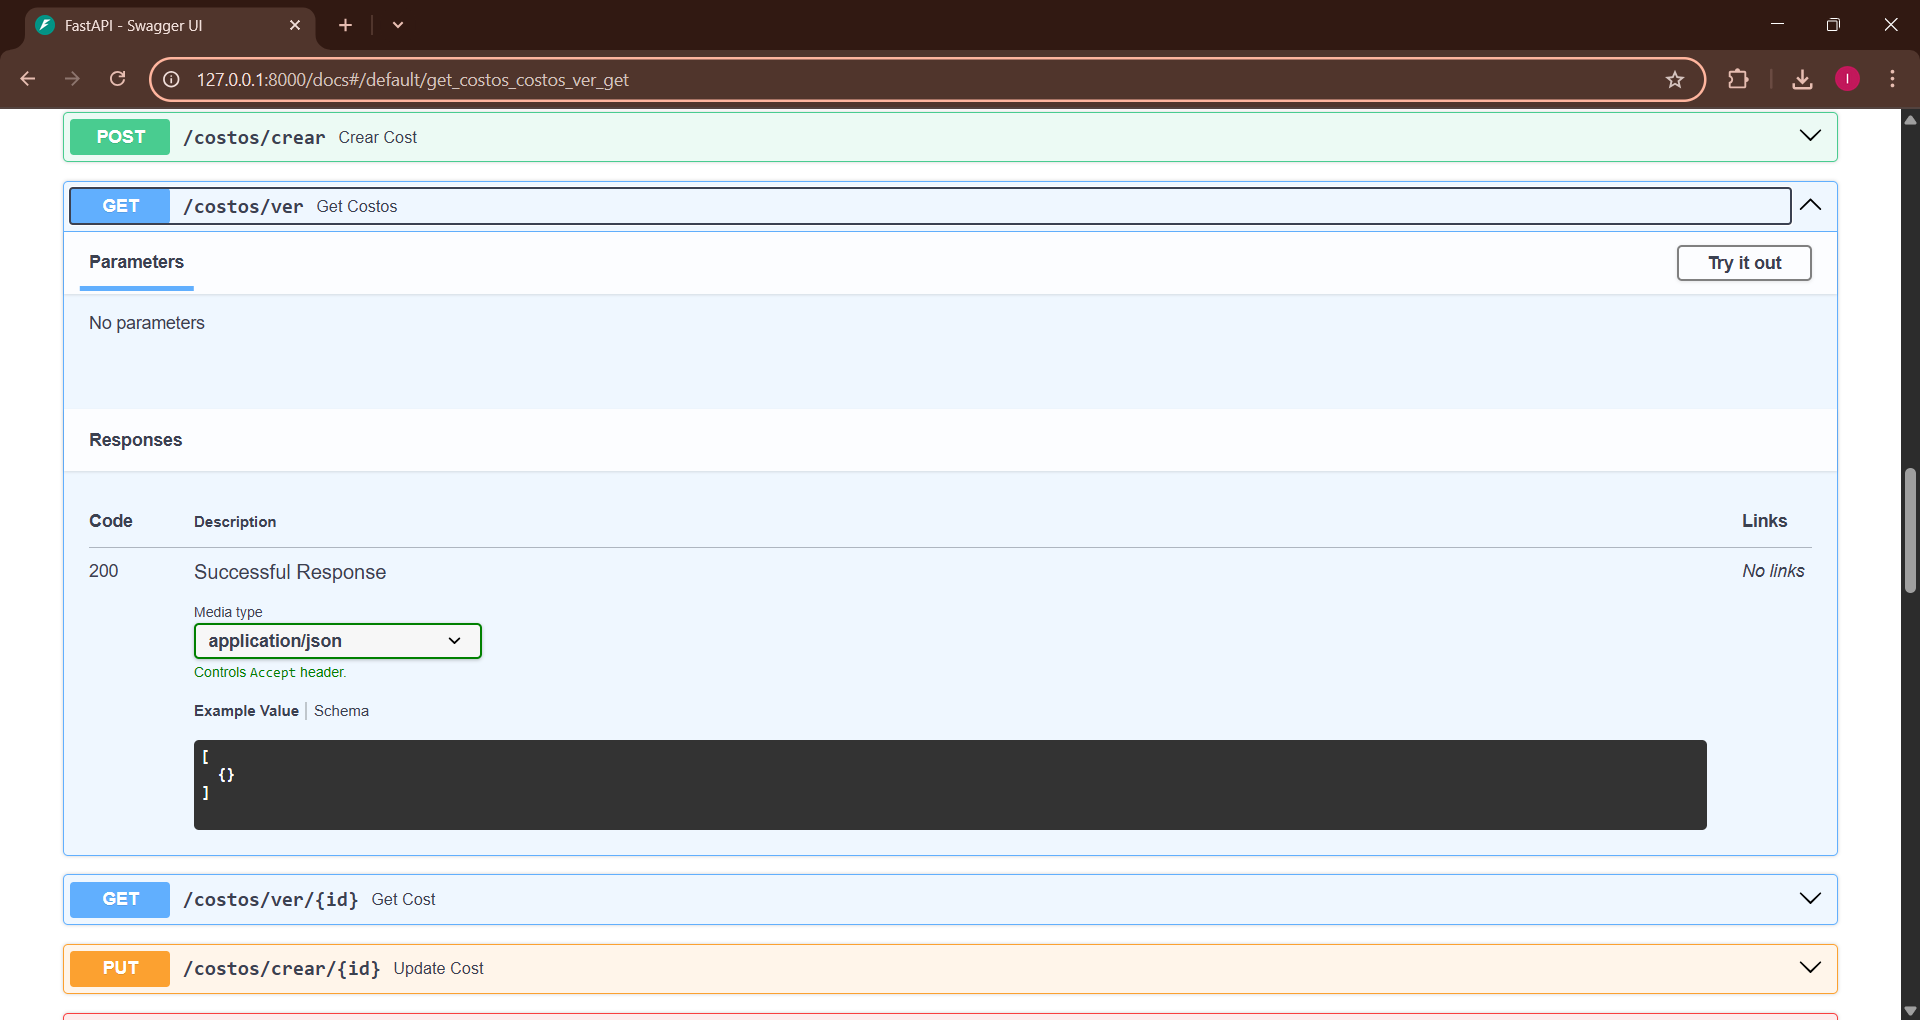 FastAPI - Swagger UI
127.0.0.1:8000/docs#/default/get_costos_costos_ver_get
I
POST /costos/crear Crear Cost
GET /costos/ver Get Costos
Parameters
Try it out
No parameters
Responses
Code Description Links
200 Successful Response No links
Media type
application/json
Controls Accept header.
Example Value | Schema
[
  {}
]
GET /costos/ver/{id} Get Cost
PUT /costos/crear/{id} Update Cost